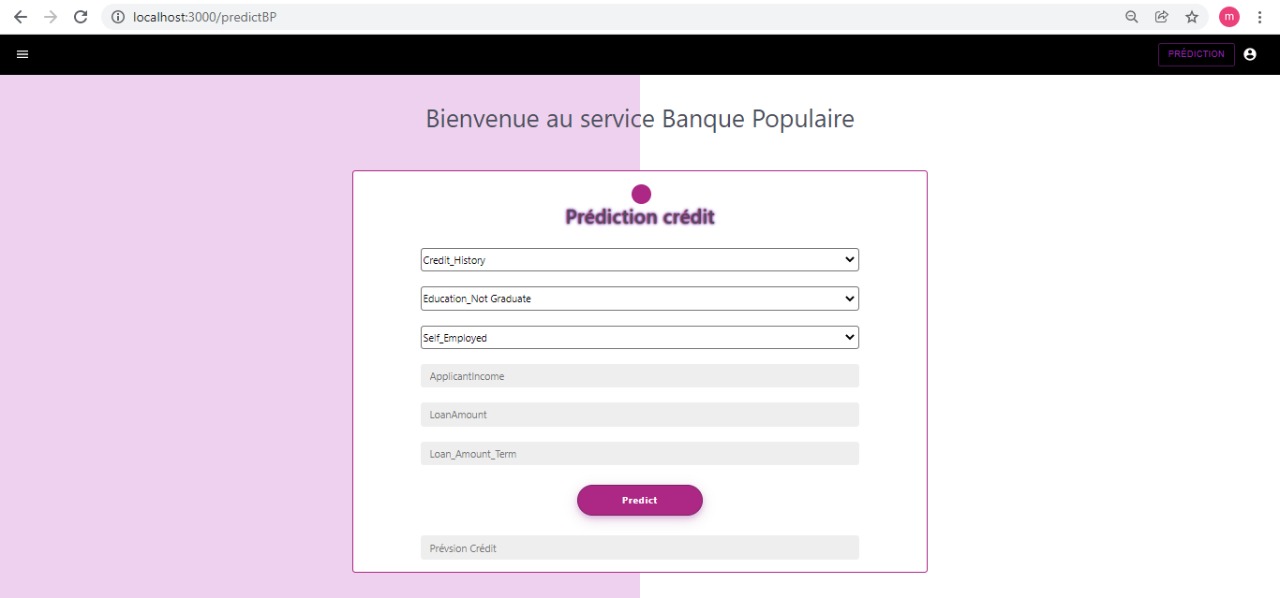 localhost:3000/predictBP
m
PRÉDICTION
Bienvenue au service Banque Populaire
Prédiction crédit
Credit_History
Education_Not Graduate
Self_Employed
ApplicantIncome
LoanAmount
Loan_Amount_Term
Predict
Prévsion Crédit